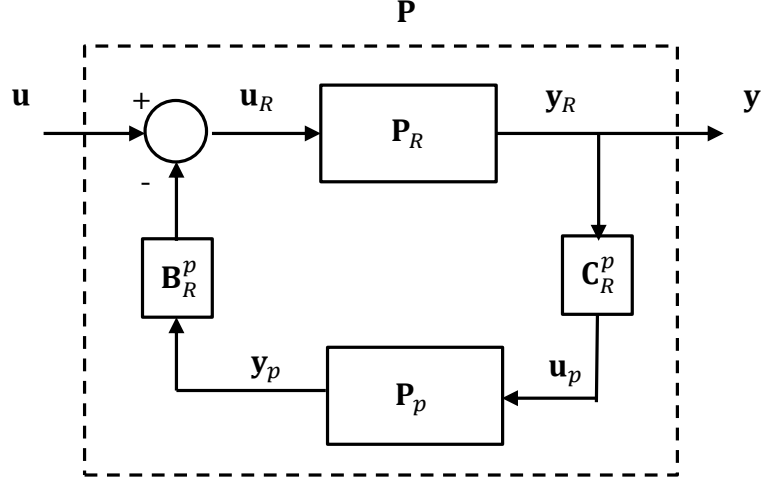 P
u + u_R P_R y_R y
-
B_R^p C_R^p
y_p P_p u_p